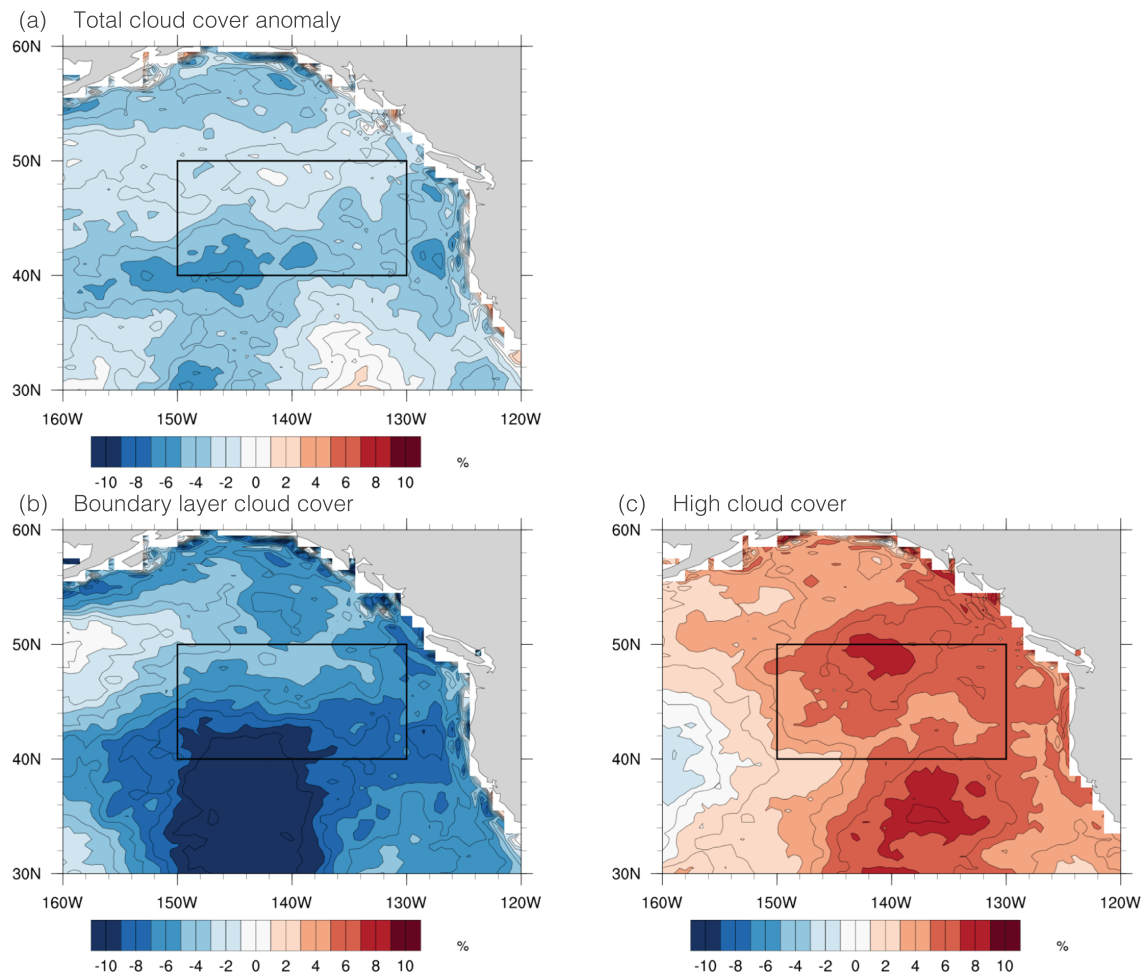 (a) Total cloud cover anomaly
60N
50N
40N
30N
160W 150W 140W 130W 120W
-10 -8 -6 -4 -2 0 2 4 6 8 10 %
(b) Boundary layer cloud cover
60N
50N
40N
30N
160W 150W 140W 130W 120W
-10 -8 -6 -4 -2 0 2 4 6 8 10 %
(c) High cloud cover
60N
50N
40N
30N
160W 150W 140W 130W 120W
-10 -8 -6 -4 -2 0 2 4 6 8 10 %